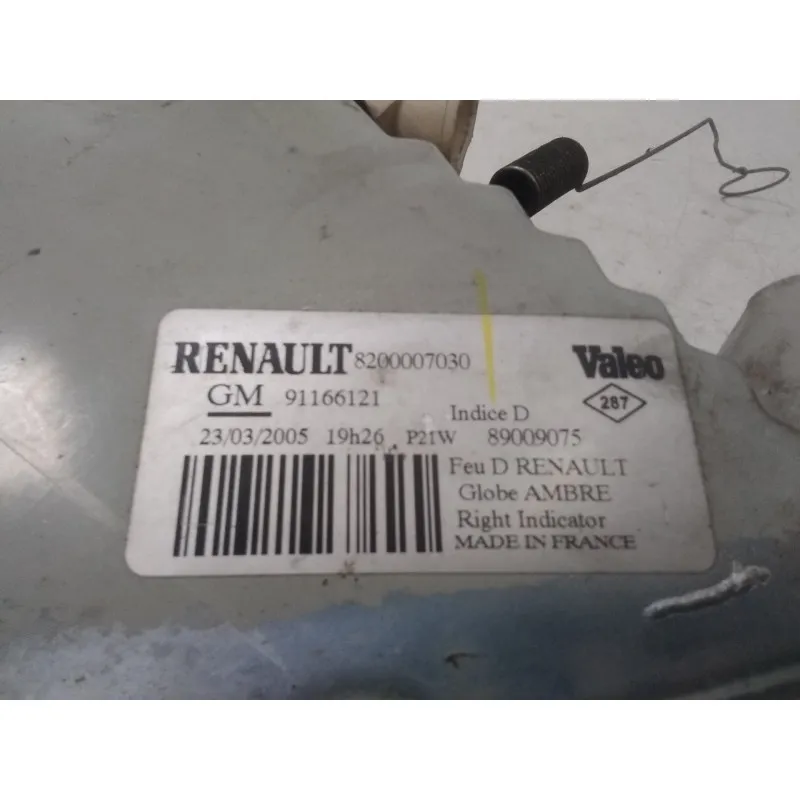 RENAULT 8200007030 Valeo
GM 91166121 Indice D 287
23/03/2005 19h26 P21W 89009075
Feu D RENAULT
Globe AMBRE
Right Indicator
MADE IN FRANCE